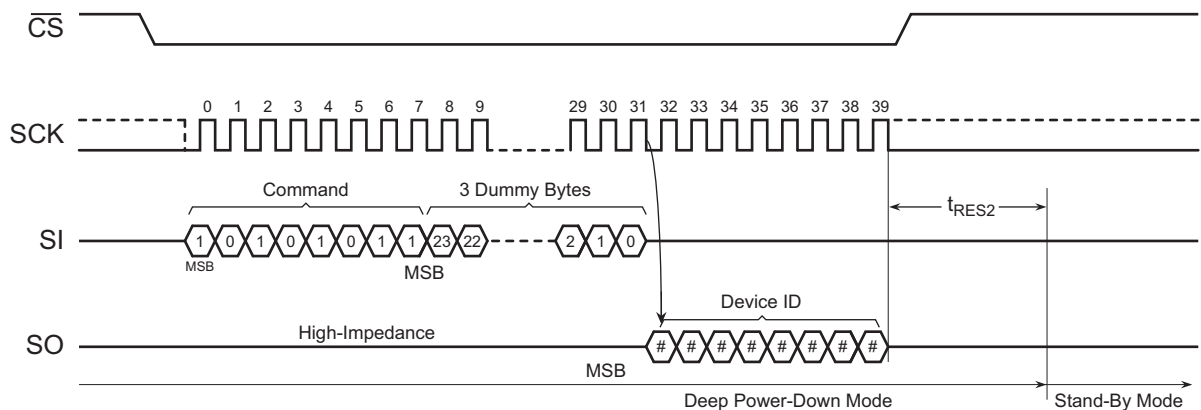 CS
0 1 2 3 4 5 6 7 8 9 29 30 31 32 33 34 35 36 37 38 39
SCK
Command 3 Dummy Bytes
tRES2
SI 1 0 1 0 1 0 1 1 23 22 2 1 0
MSB MSB
Device ID
High-Impedance
SO # # # # # # # #
MSB
Deep Power-Down Mode Stand-By Mode